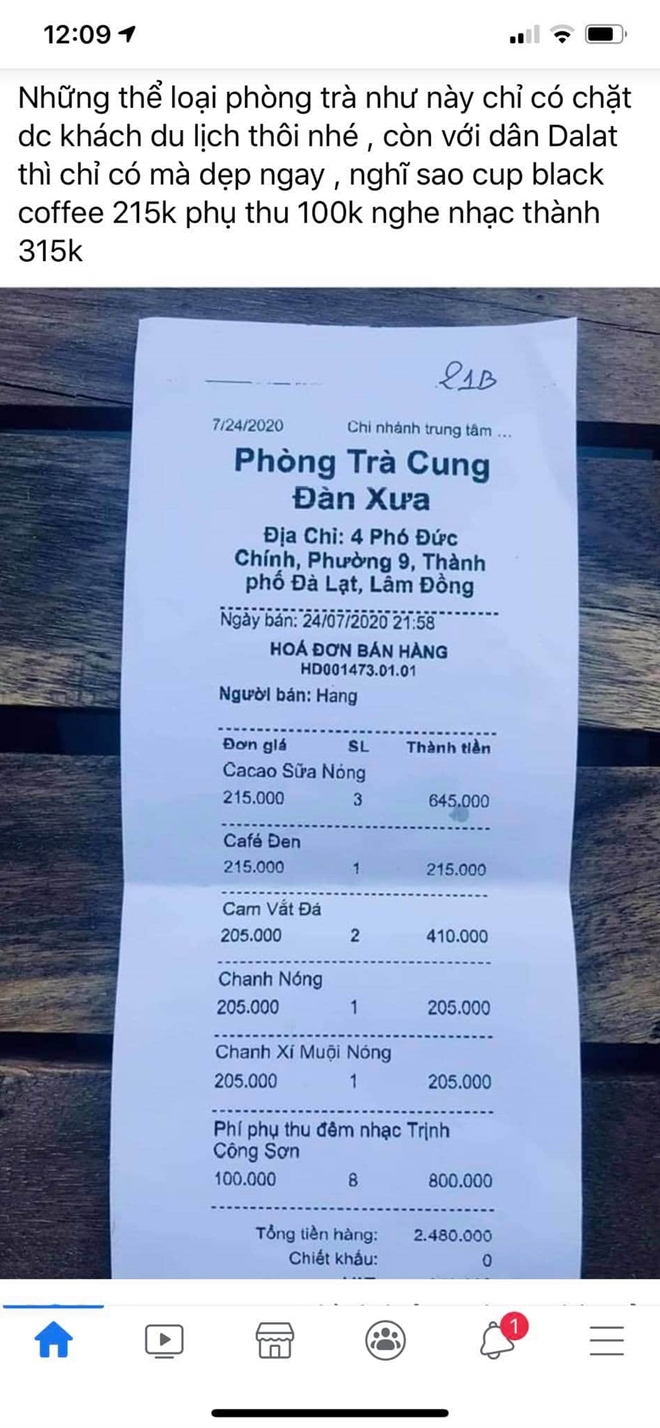 12:09
Những thể loại phòng trà như này chỉ có chặt
dc khách du lịch thôi nhé , còn với dân Dalat
thì chỉ có mà dẹp ngay , nghĩ sao cup black
coffee 215k phụ thu 100k nghe nhạc thành
315k
21B
7/24/2020 Chi nhánh trung tâm ...
Phòng Trà Cung
Đàn Xưa
Địa Chỉ: 4 Phó Đức
Chính, Phường 9, Thành
phố Đà Lạt, Lâm Đồng
Ngày bán: 24/07/2020 21:58
HOÁ ĐƠN BÁN HÀNG
HD001473.01.01
Người bán: Hang
Đơn giá SL Thành tiền
Cacao Sữa Nóng
215.000 3 645.000
Café Đen
215.000 1 215.000
Cam Vắt Đá
205.000 2 410.000
Chanh Nóng
205.000 1 205.000
Chanh Xí Muội Nóng
205.000 1 205.000
Phí phụ thu đêm nhạc Trịnh
Công Sơn
100.000 8 800.000
Tổng tiền hàng: 2.480.000
Chiết khấu: 0
1